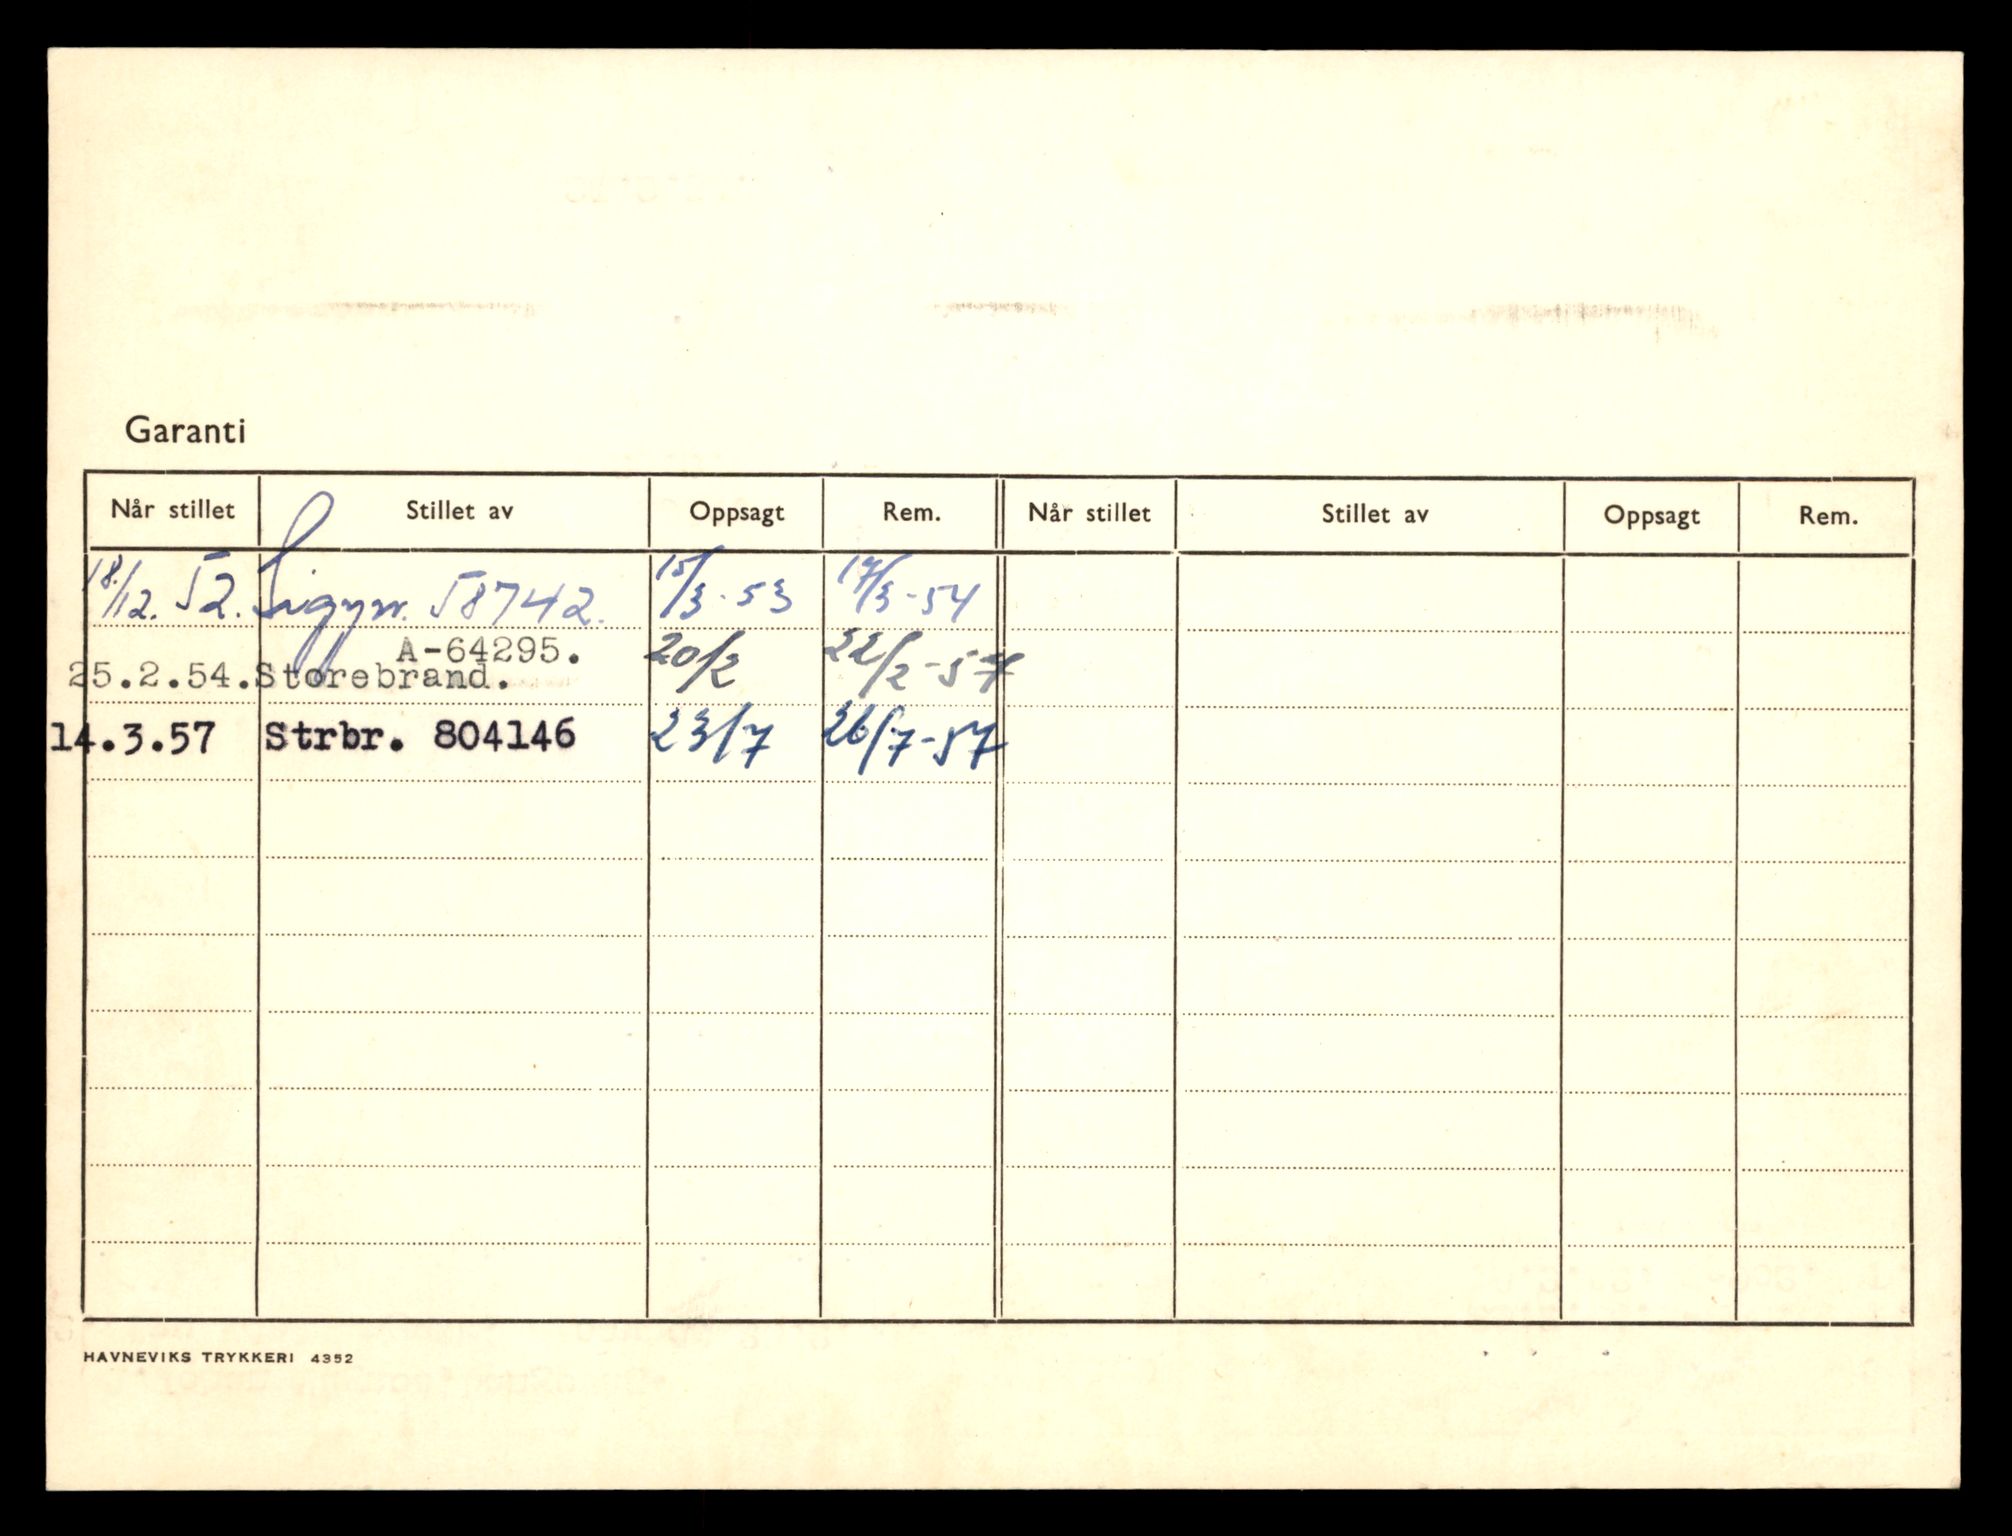 Garanti
Når stillet Stillet av Oppsagt Rem. Når stillet Stillet av Oppsagt Rem.
18/12. 52. Sigyn. 58742. 15/3-53 17/3-54
A-64295.
25.2.54. Storebrand. 20/2 22/2-57
14.3.57 Strbr. 804146 23/7 26/7-57
HAVNEVIKS TRYKKERI 4352